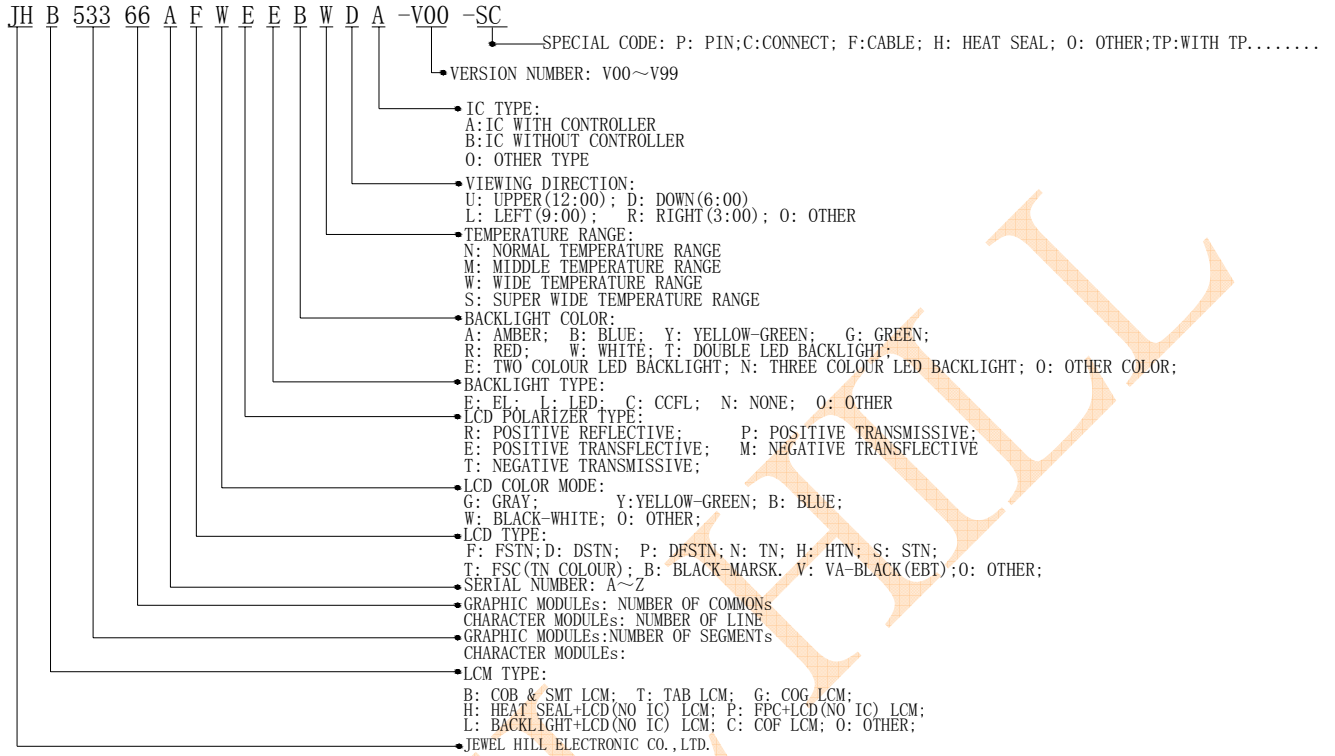 JH B 533 66 A F W E E B W D A -V00 -SC
SPECIAL CODE: P: PIN;C:CONNECT; F:CABLE; H: HEAT SEAL; O: OTHER;TP:WITH TP........
VERSION NUMBER: V00～V99
IC TYPE:
A:IC WITH CONTROLLER
B:IC WITHOUT CONTROLLER
O: OTHER TYPE
VIEWING DIRECTION:
U: UPPER(12:00); D: DOWN(6:00)
L: LEFT(9:00); R: RIGHT(3:00); O: OTHER
TEMPERATURE RANGE:
N: NORMAL TEMPERATURE RANGE
M: MIDDLE TEMPERATURE RANGE
W: WIDE TEMPERATURE RANGE
S: SUPER WIDE TEMPERATURE RANGE
BACKLIGHT COLOR:
A: AMBER; B: BLUE; Y: YELLOW-GREEN; G: GREEN;
R: RED; W: WHITE; T: DOUBLE LED BACKLIGHT;
E: TWO COLOUR LED BACKLIGHT; N: THREE COLOUR LED BACKLIGHT; O: OTHER COLOR;
BACKLIGHT TYPE:
E: EL; L: LED; C: CCFL; N: NONE; O: OTHER
LCD POLARIZER TYPE:
R: POSITIVE REFLECTIVE; P: POSITIVE TRANSMISSIVE;
E: POSITIVE TRANSFLECTIVE; M: NEGATIVE TRANSFLECTIVE
T: NEGATIVE TRANSMISSIVE;
LCD COLOR MODE:
G: GRAY; Y:YELLOW-GREEN; B: BLUE;
W: BLACK-WHITE; O: OTHER;
LCD TYPE:
F: FSTN;D: DSTN; P: DFSTN;N: TN; H: HTN; S: STN;
T: FSC(TN COLOUR); B: BLACK-MARSK. V: VA-BLACK(EBT);O: OTHER;
SERIAL NUMBER: A～Z
GRAPHIC MODULEs: NUMBER OF COMMONs
CHARACTER MODULEs: NUMBER OF LINE
GRAPHIC MODULEs:NUMBER OF SEGMENTs
CHARACTER MODULEs:
LCM TYPE:
B: COB & SMT LCM; T: TAB LCM; G: COG LCM;
H: HEAT SEAL+LCD(NO IC) LCM; P: FPC+LCD(NO IC) LCM;
L: BACKLIGHT+LCD(NO IC) LCM; C: COF LCM; O: OTHER;
JEWEL HILL ELECTRONIC CO.,LTD.
HILL